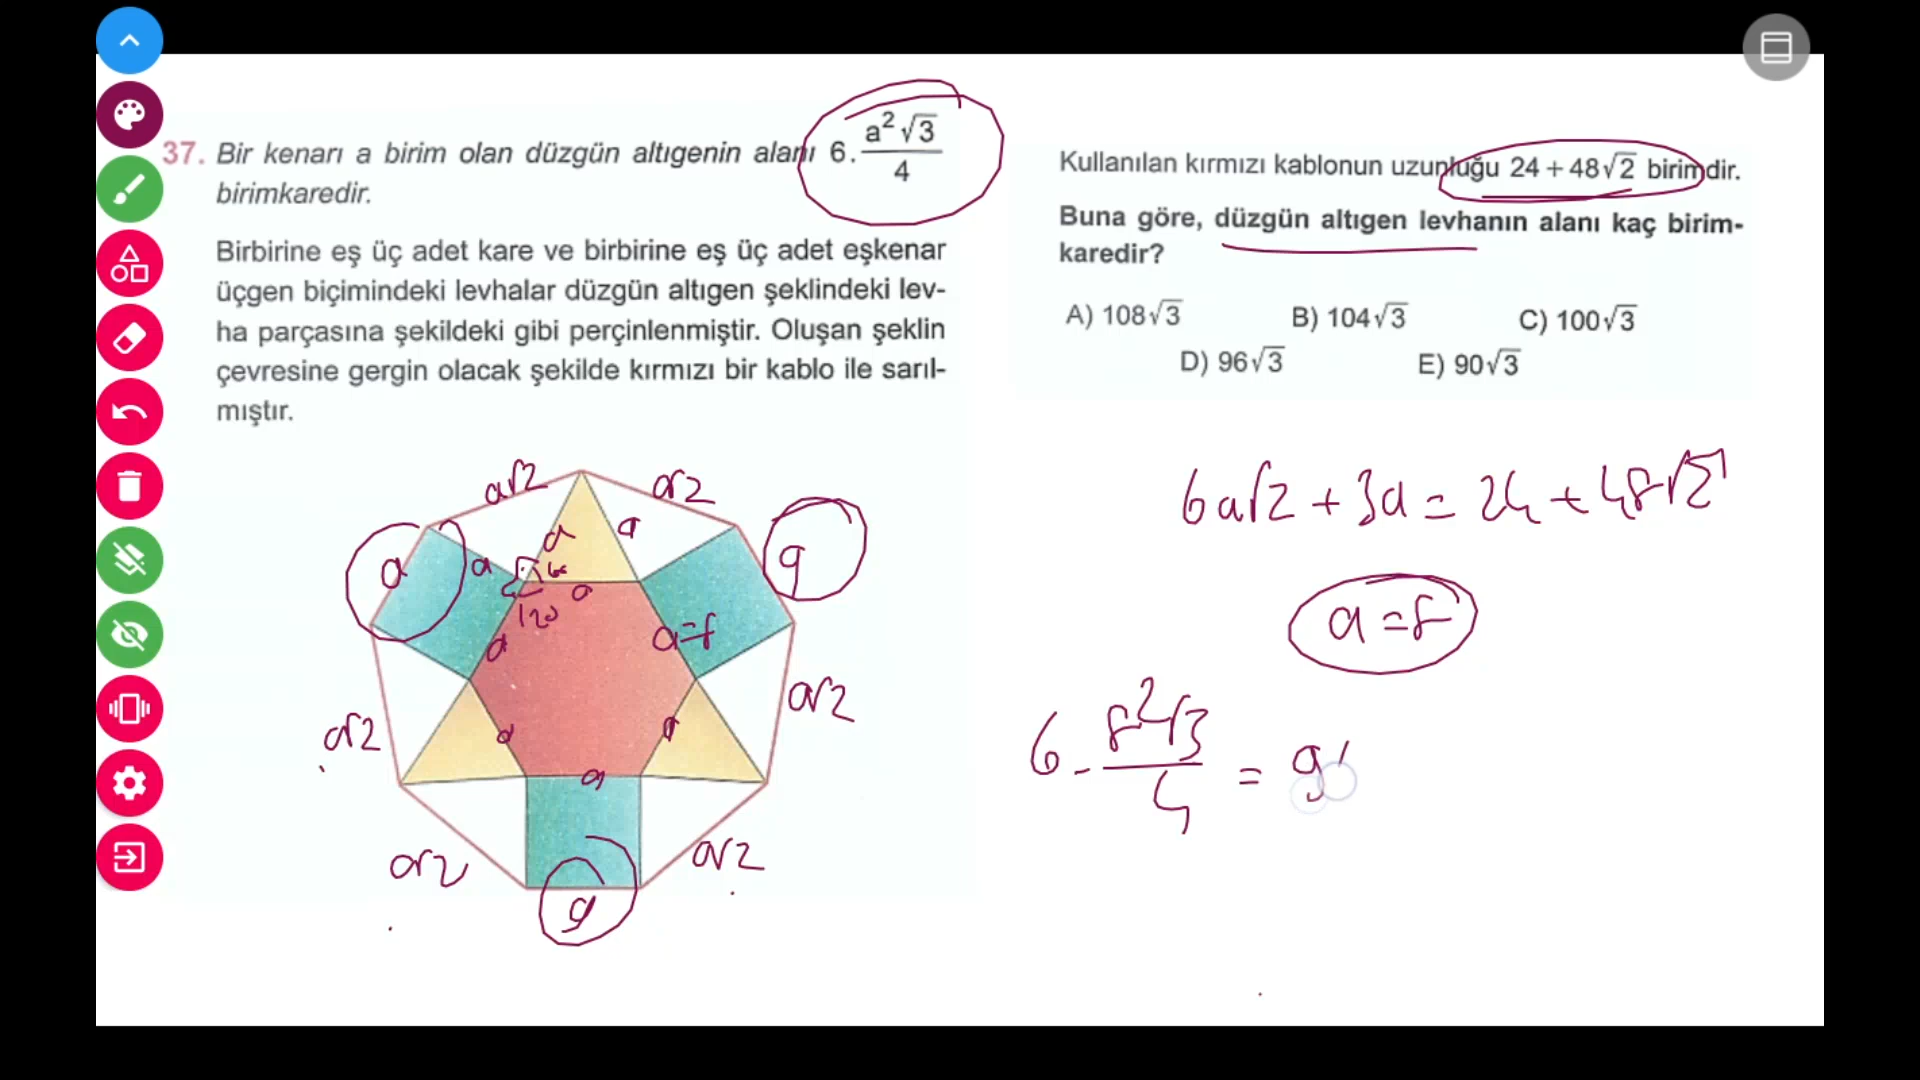 37. Bir kenarı a birim olan düzgün altıgenin alanı 6 · a²√3 / 4
birimkaredir.
Birbirine eş üç adet kare ve birbirine eş üç adet eşkenar
üçgen biçimindeki levhalar düzgün altıgen şeklindeki lev-
ha parçasına şekildeki gibi perçinlenmiştir. Oluşan şeklin
çevresine gergin olacak şekilde kırmızı bir kablo ile sarıl-
mıştır.
a√2
a√2
a
a
a
a
a
a
a
120
a
a=8
a√2
a√2
a
a
a
a√2
a√2
a
Kullanılan kırmızı kablonun uzunluğu 24 + 48√2 birimdir.
Buna göre, düzgün altıgen levhanın alanı kaç birim-
karedir?
A) 108√3 B) 104√3 C) 100√3
D) 96√3 E) 90√3
6a√2 + 3a = 24 + 48√2
a = 8
6 · 8²√3 / 4 = 9